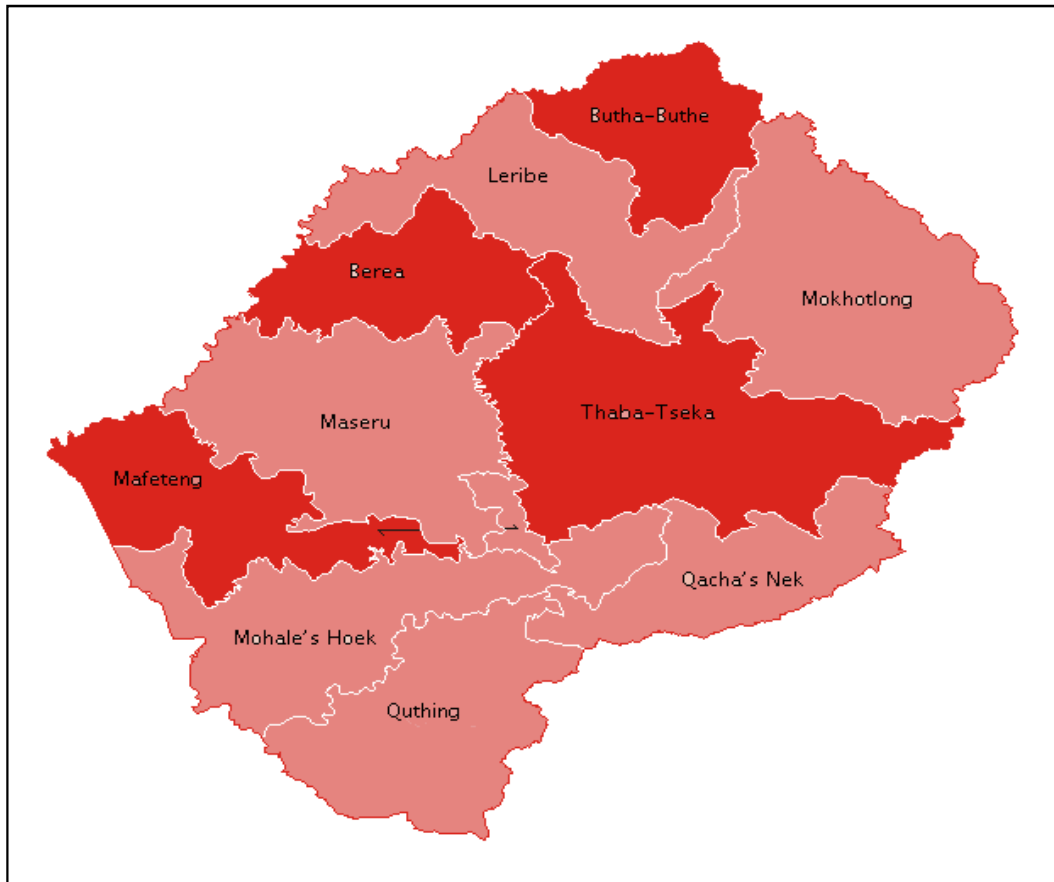 Butha-Buthe
Leribe
Berea
Mokhotlong
Thaba-Tseka
Maseru
Mafeteng
Qacha's Nek
Mohale's Hoek
Quthing